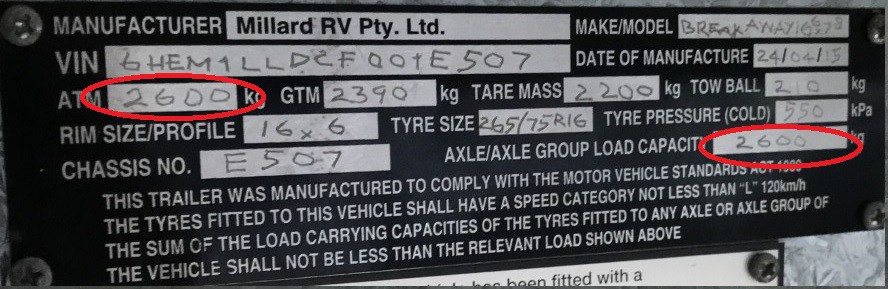 MANUFACTURER Millard RV Pty. Ltd. MAKE/MODEL BREAKAWAY
VIN DATE OF MANUFACTURE 24/04/15
ATM 2600 kg GTM 2390 kg TARE MASS 2200 kg TOW BALL 210 kg
RIM SIZE/PROFILE 16x6 TYRE SIZE 265/75R16 TYRE PRESSURE (COLD) 550 kPa
CHASSIS NO. E507 AXLE/AXLE GROUP LOAD CAPACITY 2600 kg
THIS TRAILER WAS MANUFACTURED TO COMPLY WITH THE MOTOR VEHICLE STANDARDS ACT 1989
THE TYRES FITTED TO THIS VEHICLE SHALL HAVE A SPEED CATEGORY NOT LESS THAN "L" 120km/h
THE SUM OF THE LOAD CARRYING CAPACITIES OF THE TYRES FITTED TO ANY AXLE OR AXLE GROUP OF
THE VEHICLE SHALL NOT BE LESS THAN THE RELEVANT LOAD SHOWN ABOVE
has been fitted with a